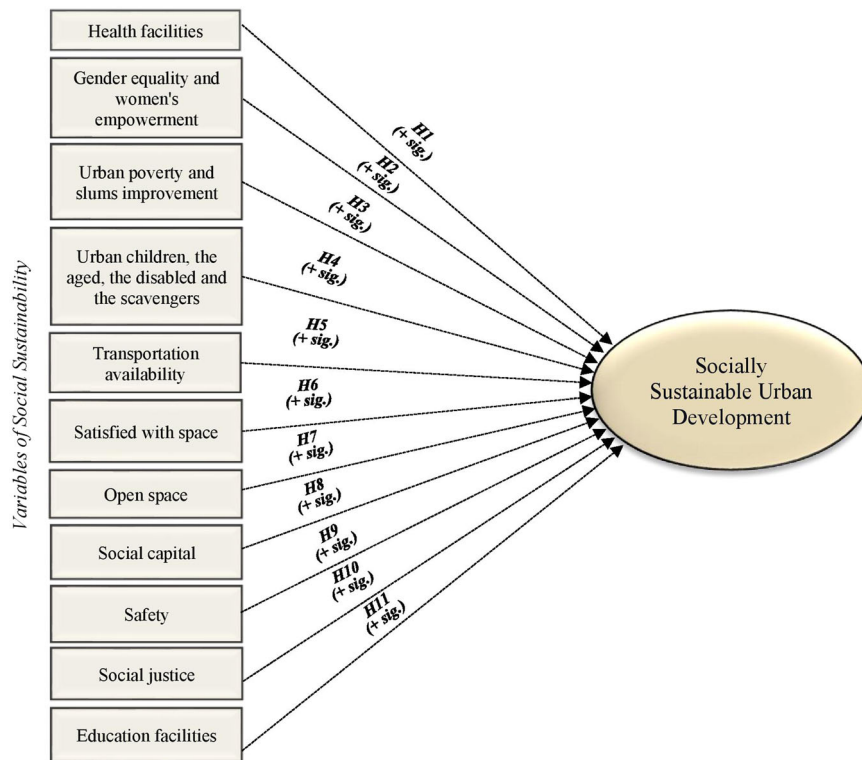 Variables of Social Sustainability
Health facilities
Gender equality and
women's
empowerment
Urban poverty and
slums improvement
Urban children, the
aged, the disabled and
the scavengers
Transportation
availability
Satisfied with space
Open space
Social capital
Safety
Social justice
Education facilities
H1
(+ sig.)
H2
(+ sig.)
H3
(+ sig.)
H4
(+ sig.)
H5
(+ sig.)
H6
(+ sig.)
H7
(+ sig.)
H8
(+ sig.)
H9
(+ sig.)
H10
(+ sig.)
H11
(+ sig.)
Socially
Sustainable Urban
Development